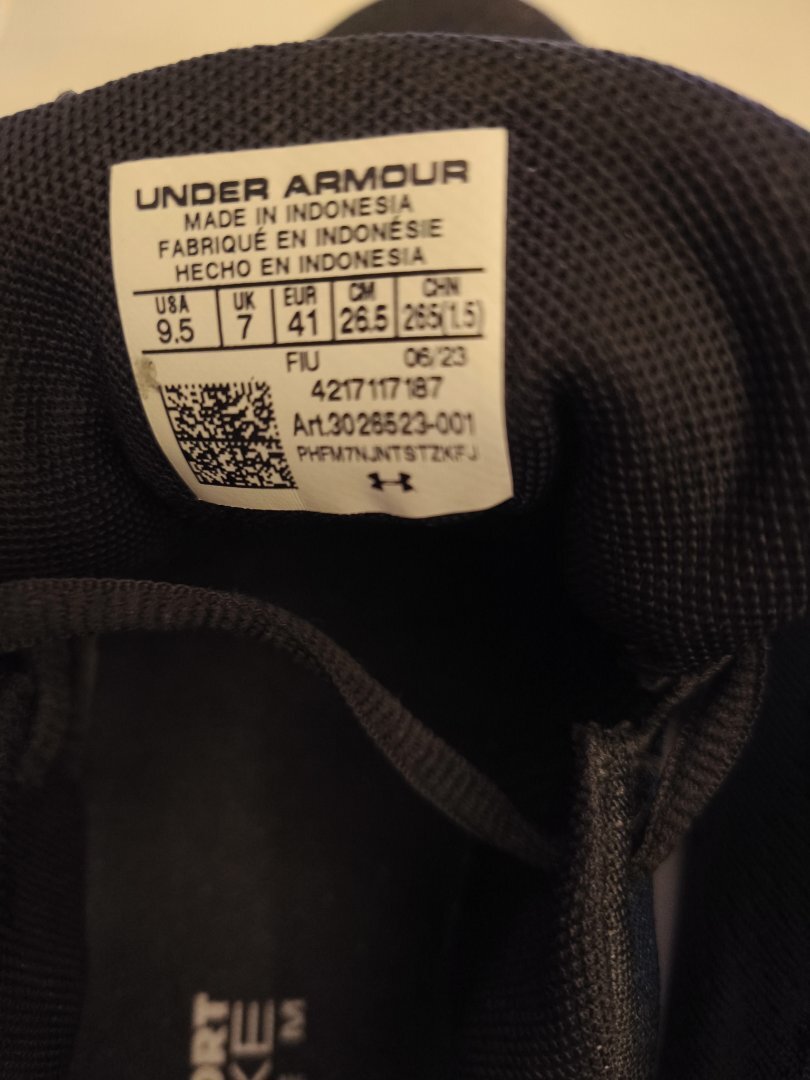 UNDER ARMOUR
MADE IN INDONESIA
FABRIQUÉ EN INDONÉSIE
HECHO EN INDONESIA
USA UK EUR CM CHN
9.5 7 41 26.5 265(1.5)
FIU 06/23
4217117187
Art.3026523-001
PHFM7NJNTSTZKFJ